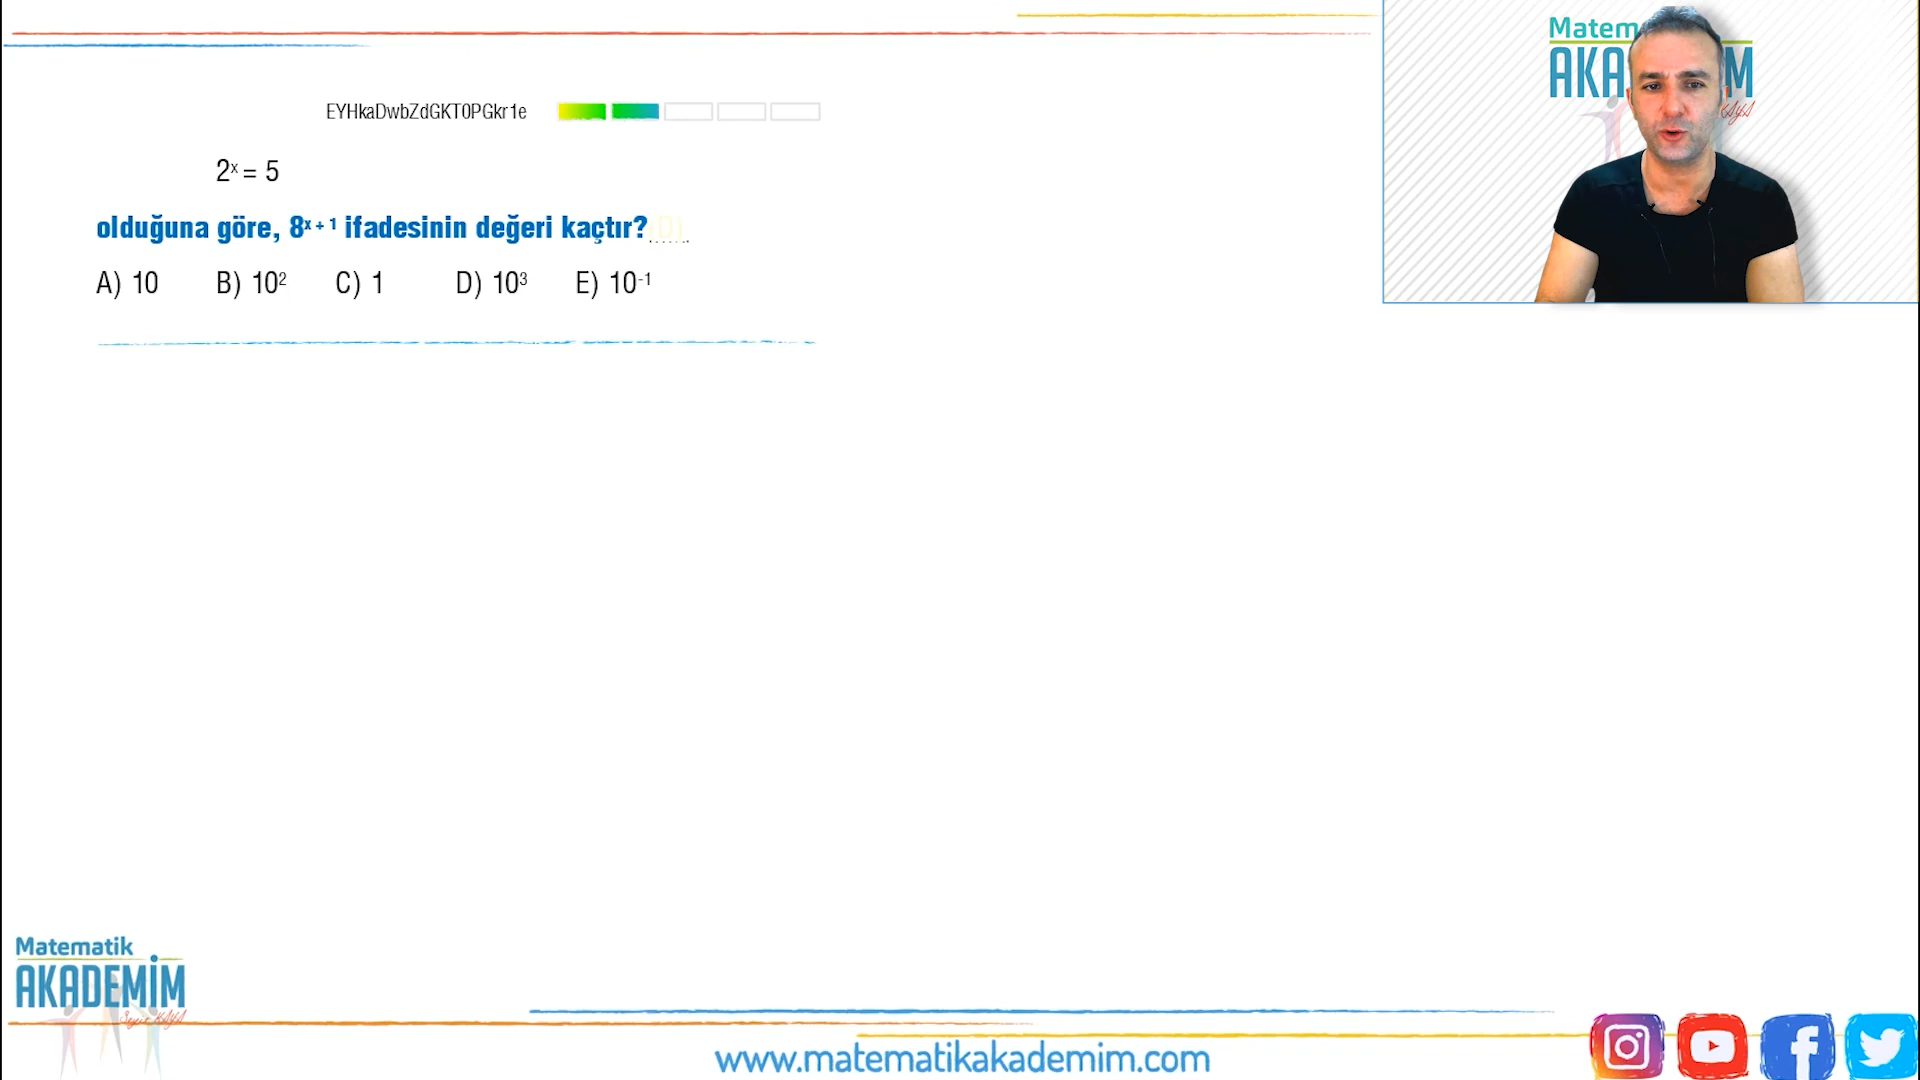 Matem
AKA M
EYHkaDwbZdGKT0PGkr1e
2ˣ = 5
olduğuna göre, 8ˣ⁺¹ ifadesinin değeri kaçtır? (D)
A) 10 B) 10² C) 1 D) 10³ E) 10⁻¹
Matematik
AKADEMİM
www.matematikakademim.com